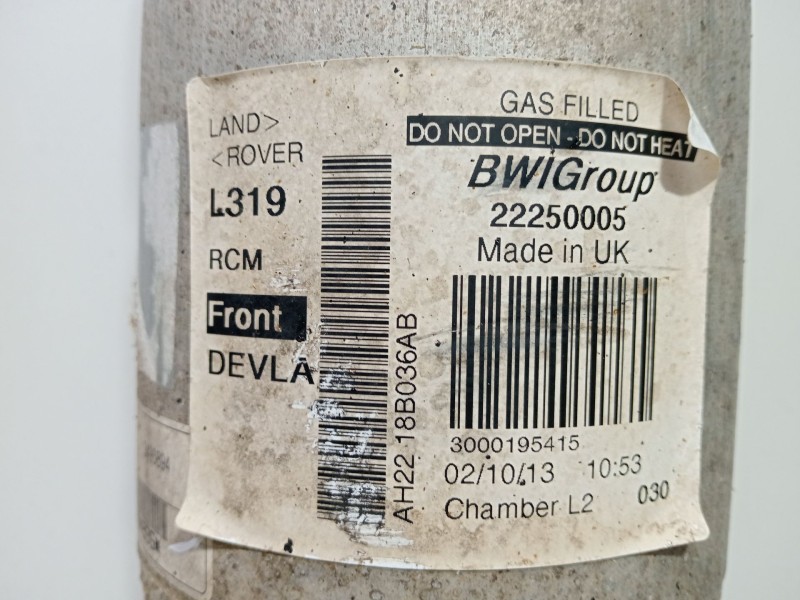 LAND>
<ROVER
L319
RCM
Front
DEVLA
AH22 18B036AB
GAS FILLED
DO NOT OPEN - DO NOT HEAT
BWIGroup
22250005
Made in UK
3000195415
02/10/13 10:53
Chamber L2 030